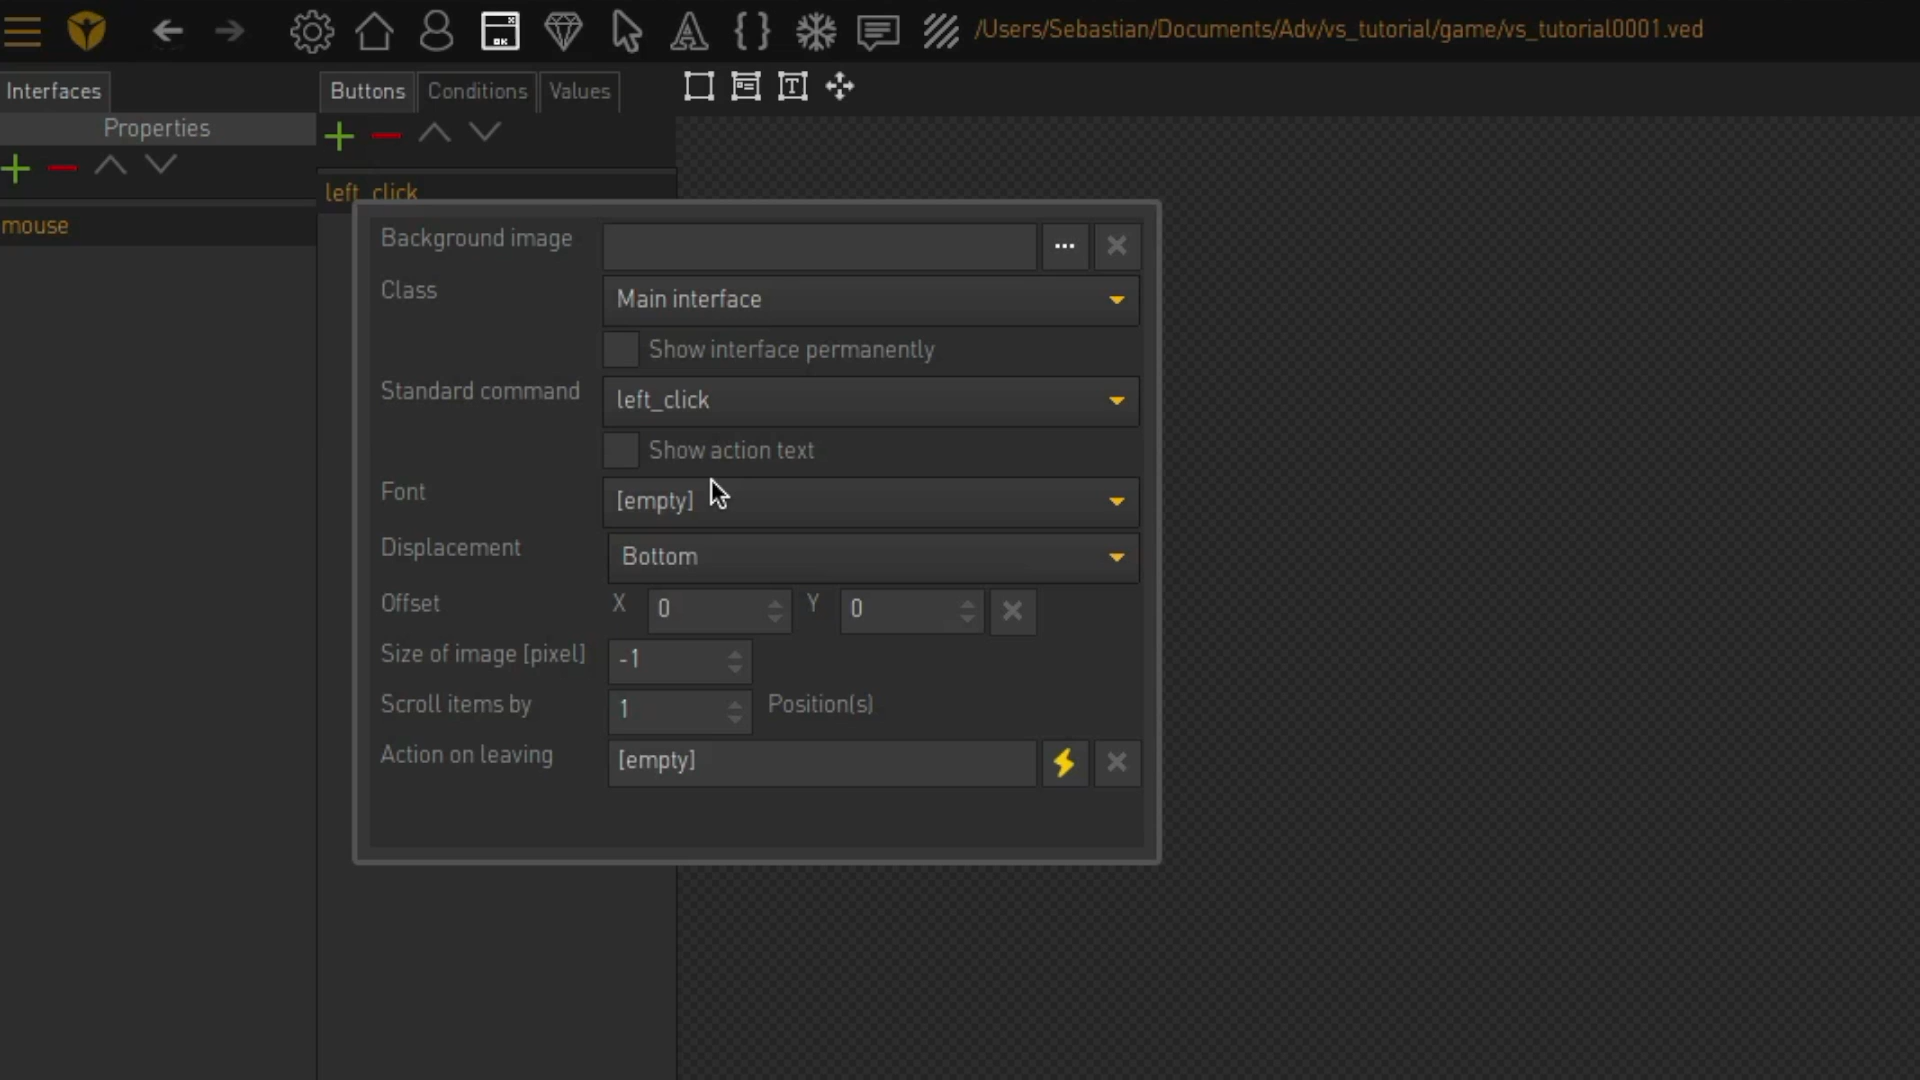 /Users/Sebastian/Documents/Adv/vs_tutorial/game/vs_tutorial0001.ved
Interfaces
Buttons Conditions Values
Properties
left_click
mouse
Background image ...
Class Main interface
Show interface permanently
Standard command left_click
Show action text
Font [empty]
Displacement Bottom
Offset X 0 Y 0
Size of image [pixel] -1
Scroll items by 1 Position(s)
Action on leaving [empty]